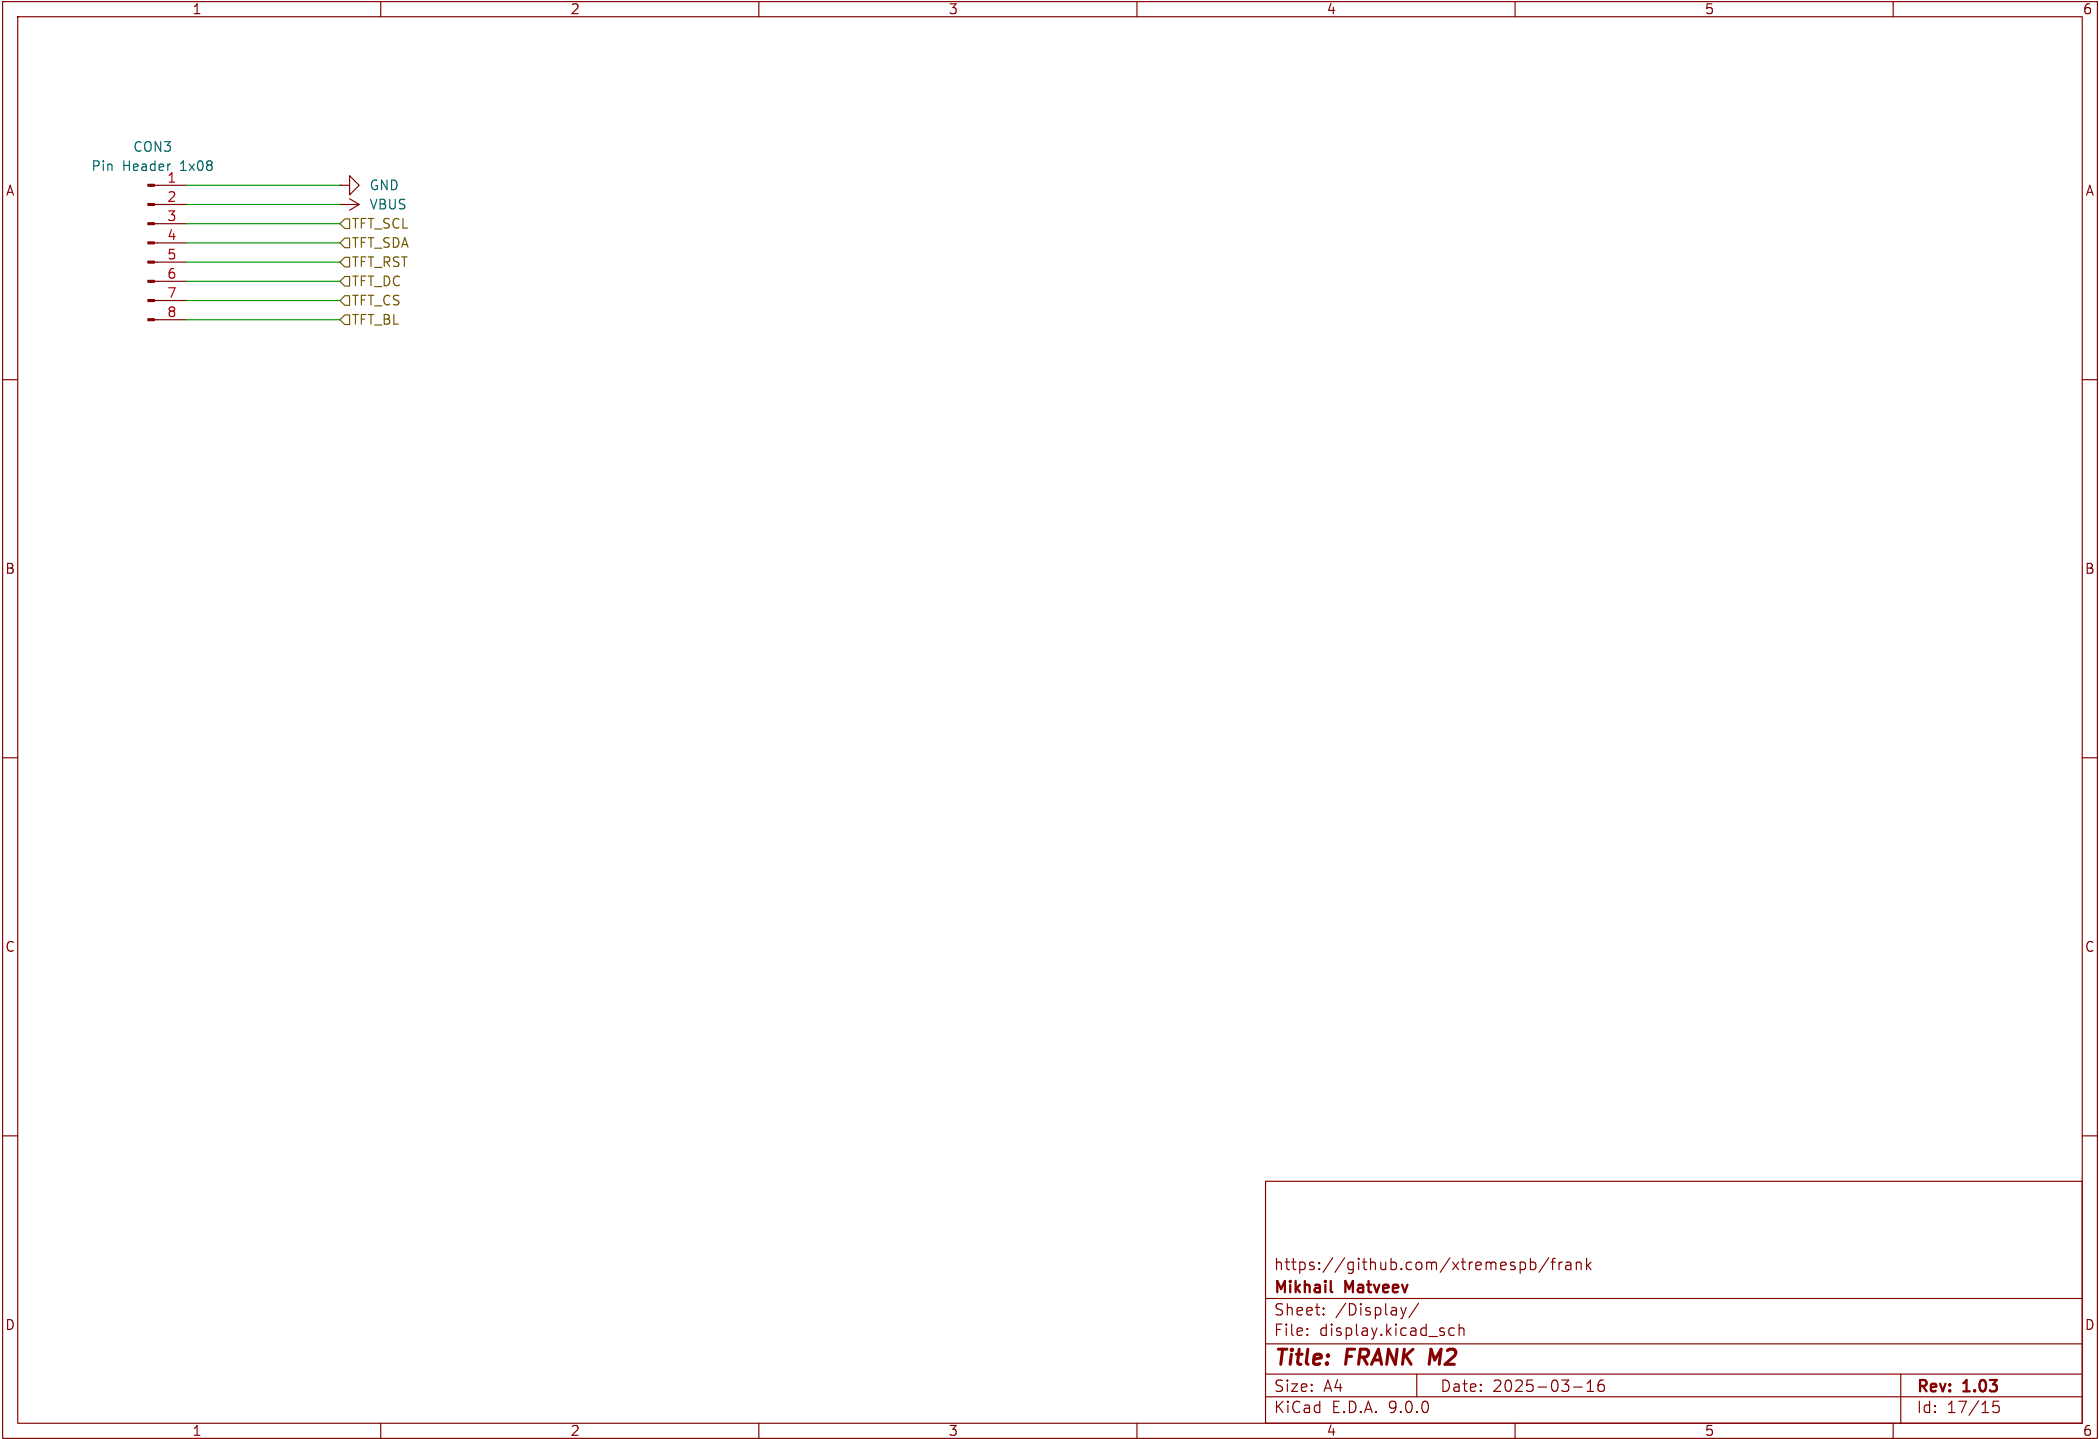 1 2 3 4 5 6
CON3
Pin Header 1x08
1 GND
2 VBUS
3 TFT_SCL
4 TFT_SDA
5 TFT_RST
6 TFT_DC
7 TFT_CS
8 TFT_BL
A A
B B
C C
D D
https://github.com/xtremespb/frank
Mikhail Matveev
Sheet: /Display/
File: display.kicad_sch
Title: FRANK M2
Size: A4 Date: 2025-03-16 Rev: 1.03
KiCad E.D.A. 9.0.0 Id: 17/15
1 2 3 4 5 6